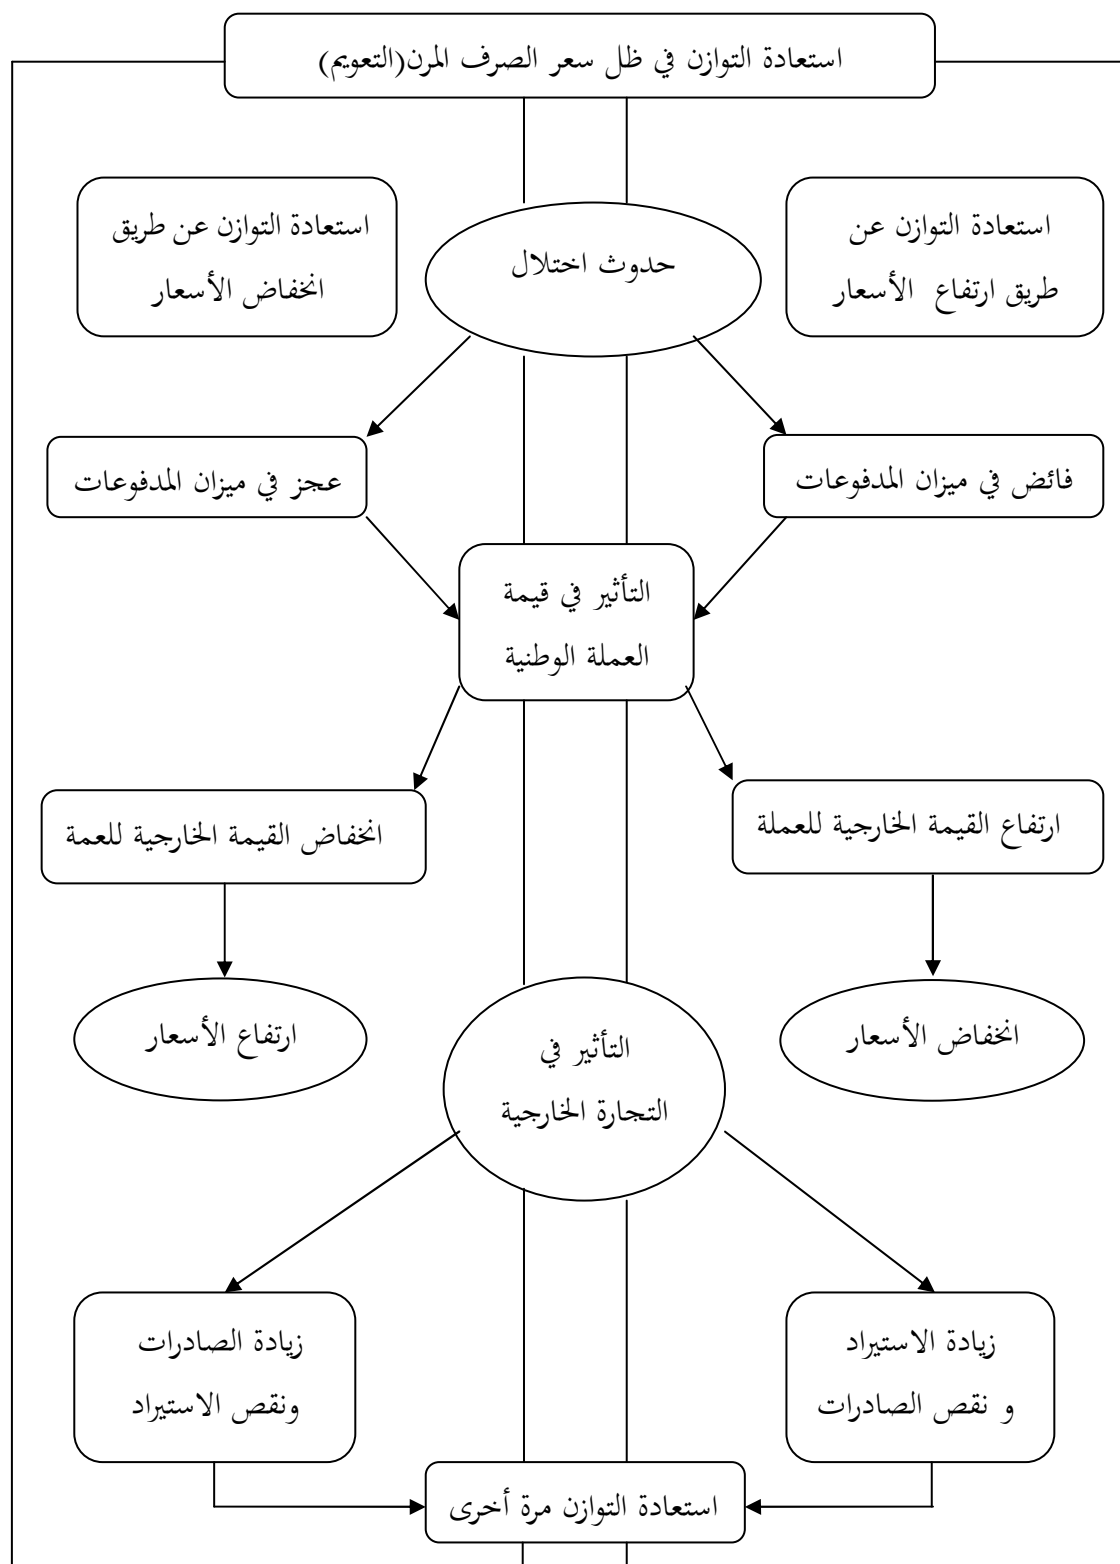 استعادة التوازن في ظل سعر الصرف المرن(التعويم)
استعادة التوازن عن
طريق ارتفاع الأسعار
حدوث اختلال
استعادة التوازن عن طريق
انخفاض الأسعار
فائض في ميزان المدفوعات
عجز في ميزان المدفوعات
التأثير في قيمة
العملة الوطنية
ارتفاع القيمة الخارجية للعملة
انخفاض القيمة الخارجية للعمة
انخفاض الأسعار
ارتفاع الأسعار
التأثير في
التجارة الخارجية
زيادة الاستيراد
و نقص الصادرات
زيادة الصادرات
ونقص الاستيراد
استعادة التوازن مرة أخرى